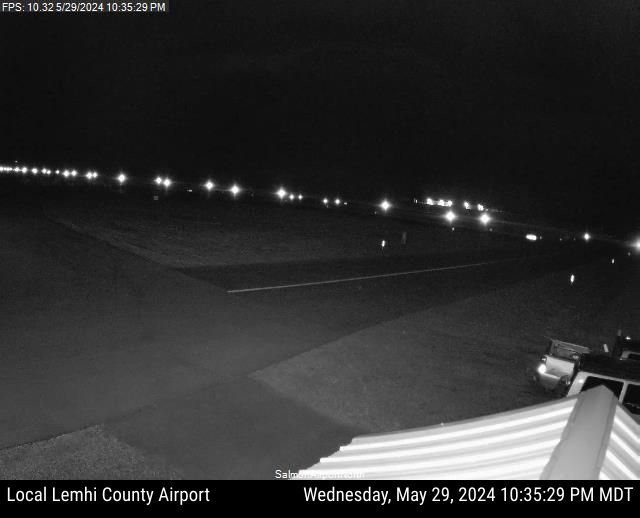 FPS: 10.32 5/29/2024 10:35:29 PM
Local Lemhi County Airport
Wednesday, May 29, 2024 10:35:29 PM MDT